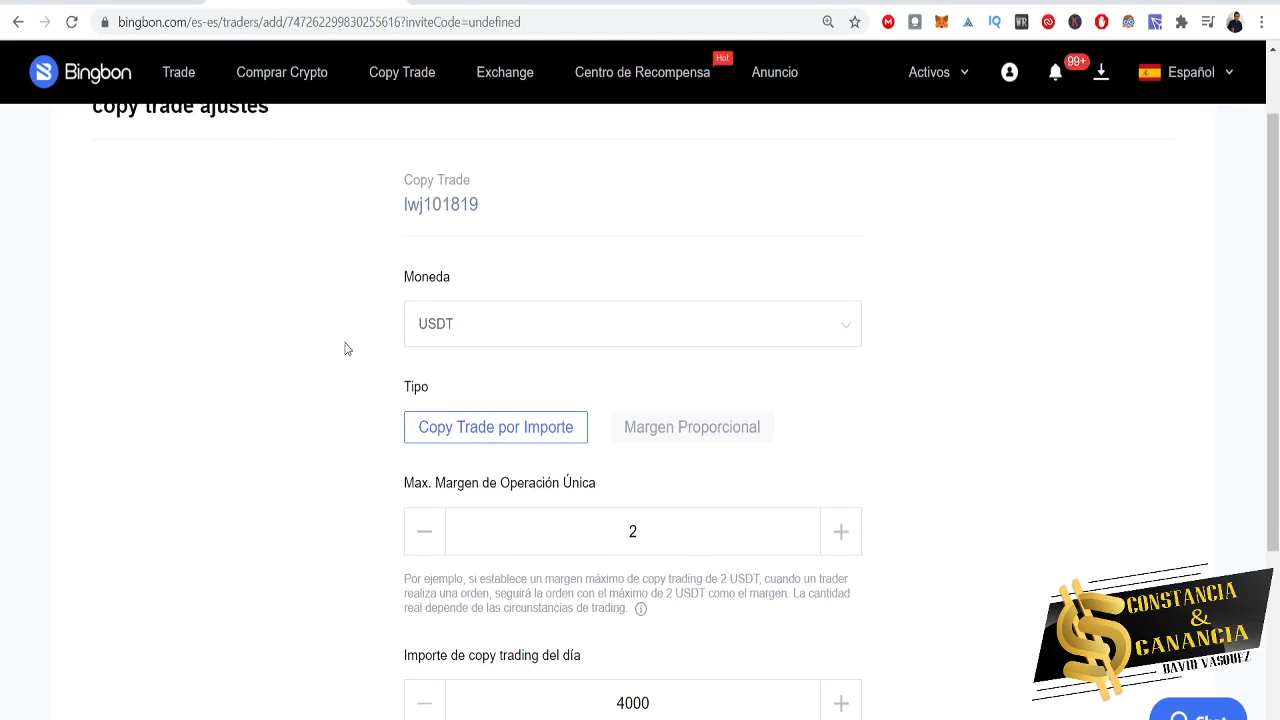 bingbon.com/es-es/traders/add/747262299830255616?inviteCode=undefined
Bingbon
Trade
Comprar Crypto
Copy Trade
Exchange
Centro de Recompensa
Hot
Anuncio
Activos
99+
Español
copy trade ajustes
Copy Trade
lwj101819
Moneda
USDT
Tipo
Copy Trade por Importe
Margen Proporcional
Max. Margen de Operación Única
2
Por ejemplo, si establece un margen máximo de copy trading de 2 USDT, cuando un trader
realiza una orden, seguirá la orden con el máximo de 2 USDT como el margen. La cantidad
real depende de las circunstancias de trading.
Importe de copy trading del día
4000
CONSTANCIA
&
GANANCIA
DAVID VASQUEZ
Chat